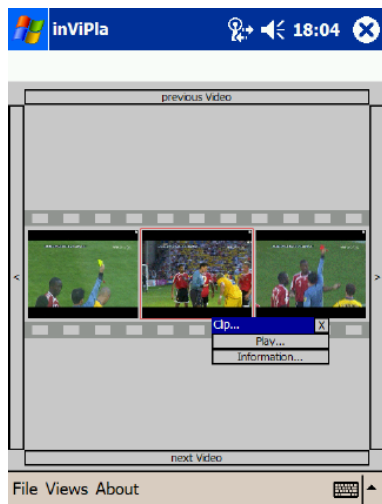 inViPla 18:04
previous Video
<
>
Clip... X
Play...
Information...
next Video
File Views About